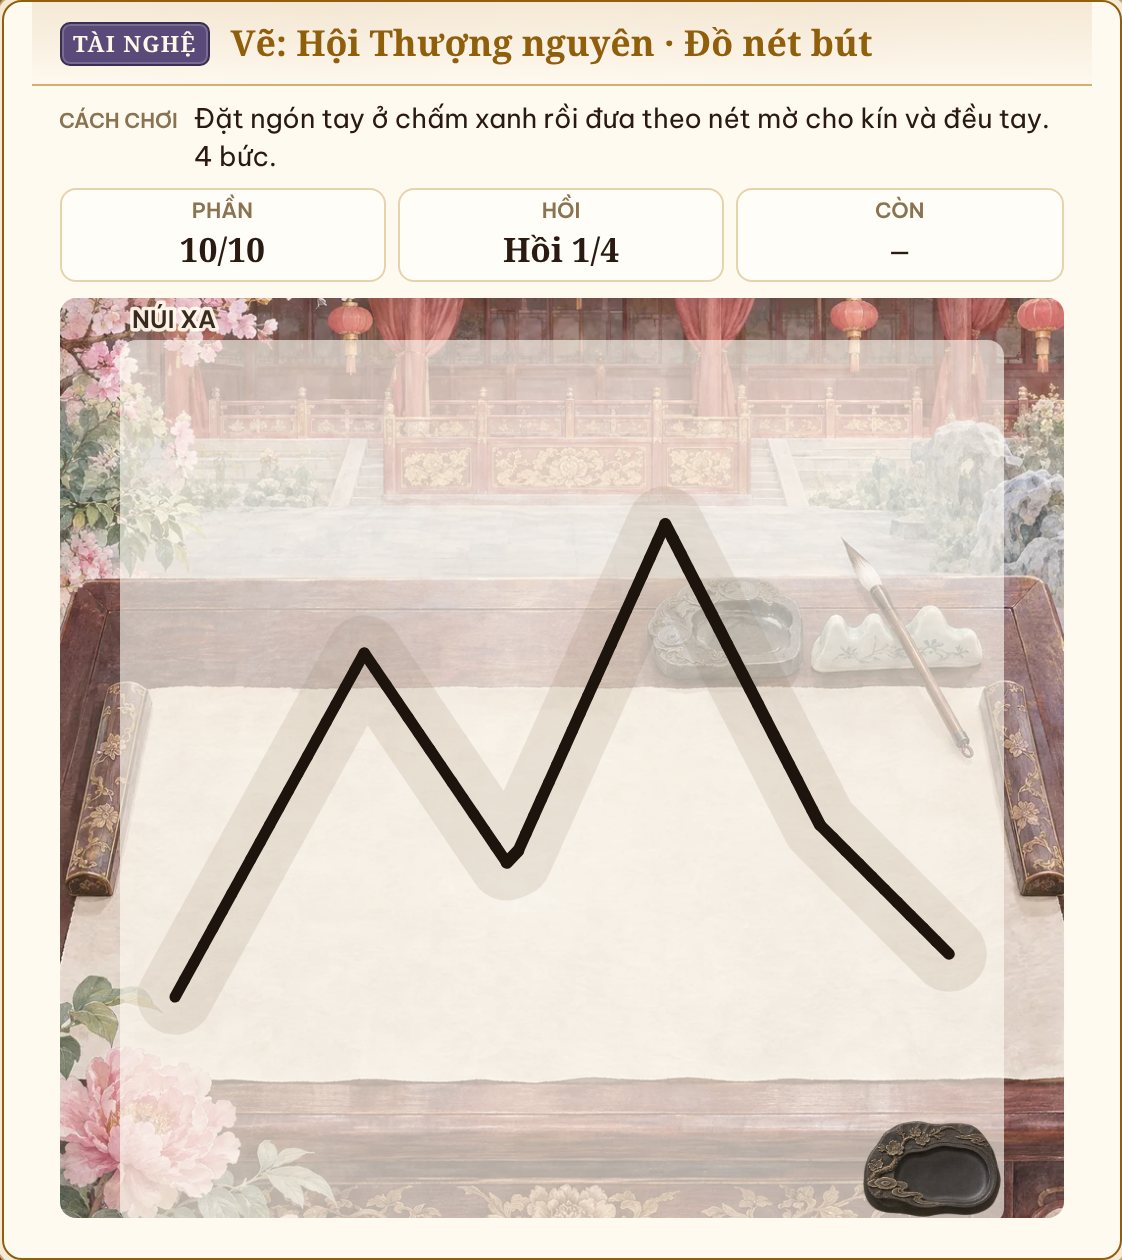 TÀI NGHỆ
Vẽ: Hội Thượng nguyên · Đồ nét bút
CÁCH CHƠI
Đặt ngón tay ở chấm xanh rồi đưa theo nét mờ cho kín và đều tay.
4 bức.
PHẦN
10/10
HỒI
Hồi 1/4
CÒN
–
NÚI XA